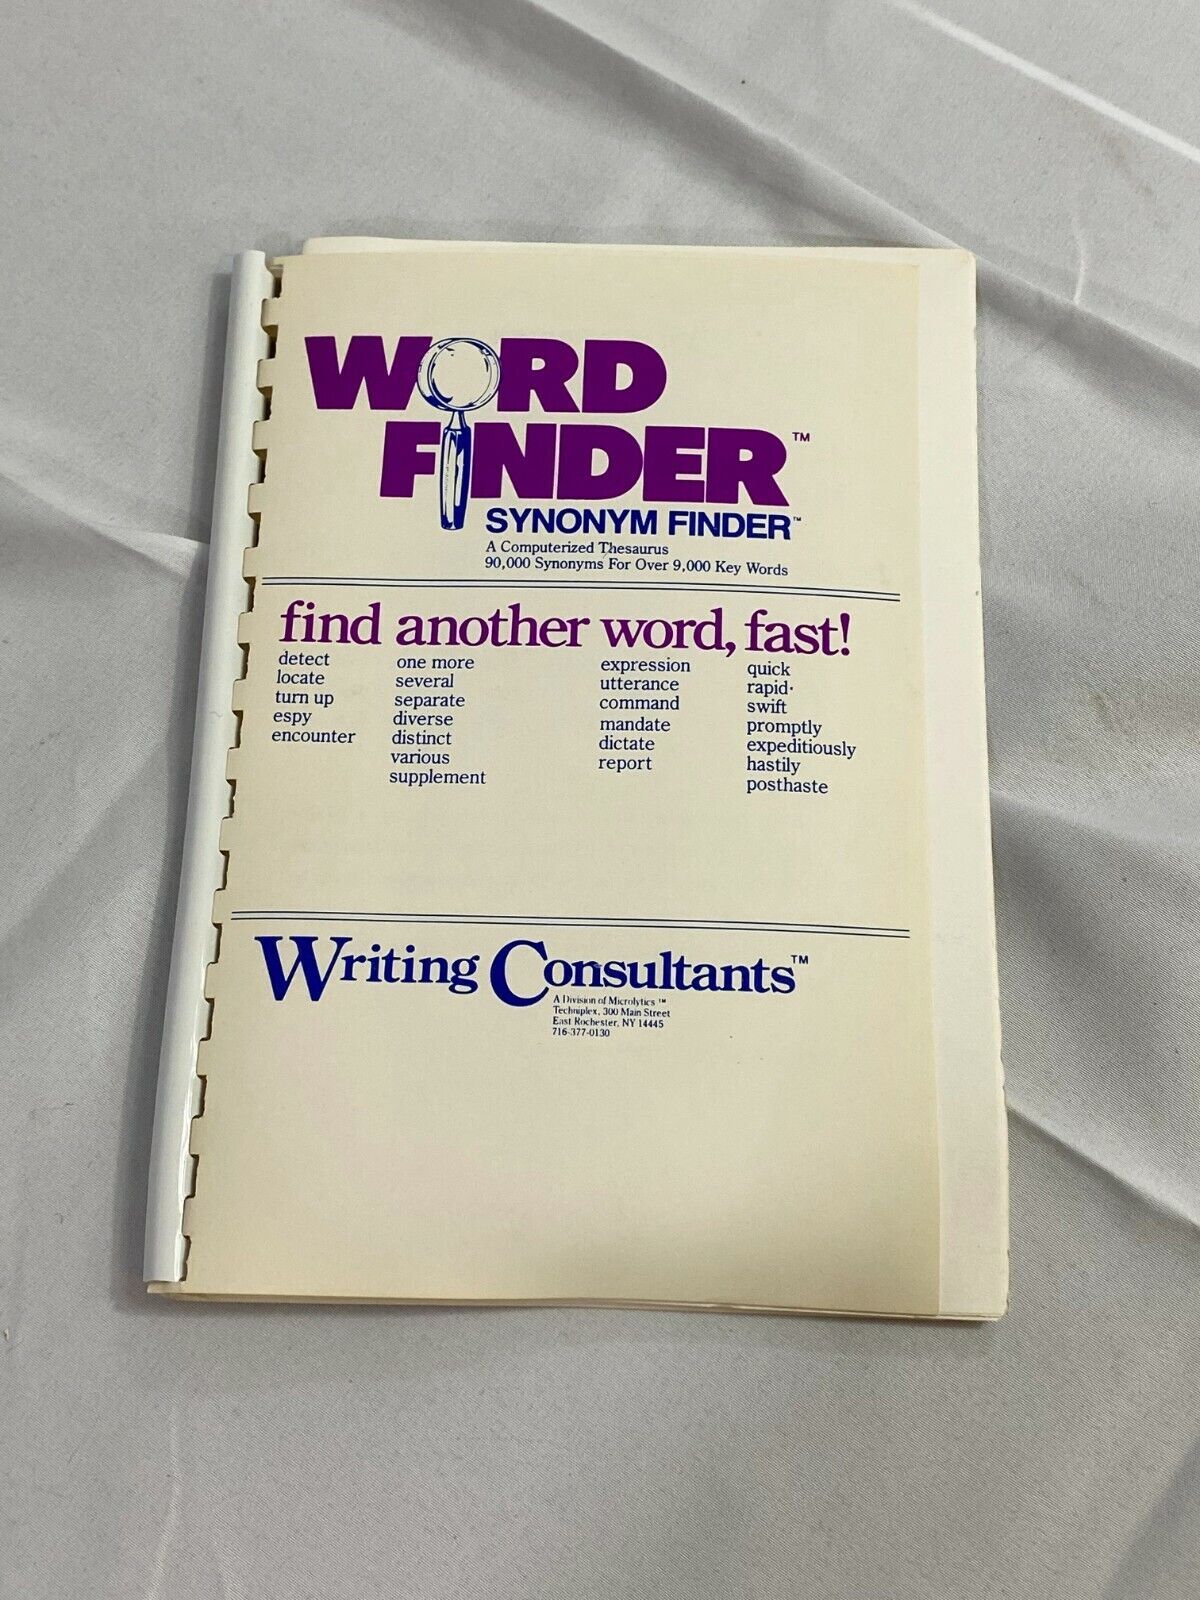 WORD
FINDER™
SYNONYM FINDER™
A Computerized Thesaurus
90,000 Synonyms For Over 9,000 Key Words
find another word, fast!
detect
locate
turn up
espy
encounter
one more
several
separate
diverse
distinct
various
supplement
expression
utterance
command
mandate
dictate
report
quick
rapid
swift
promptly
expeditiously
hastily
posthaste
Writing Consultants™
A Division of Microlytics™
Techniplex, 300 Main Street
East Rochester, NY 14445
716-377-0130